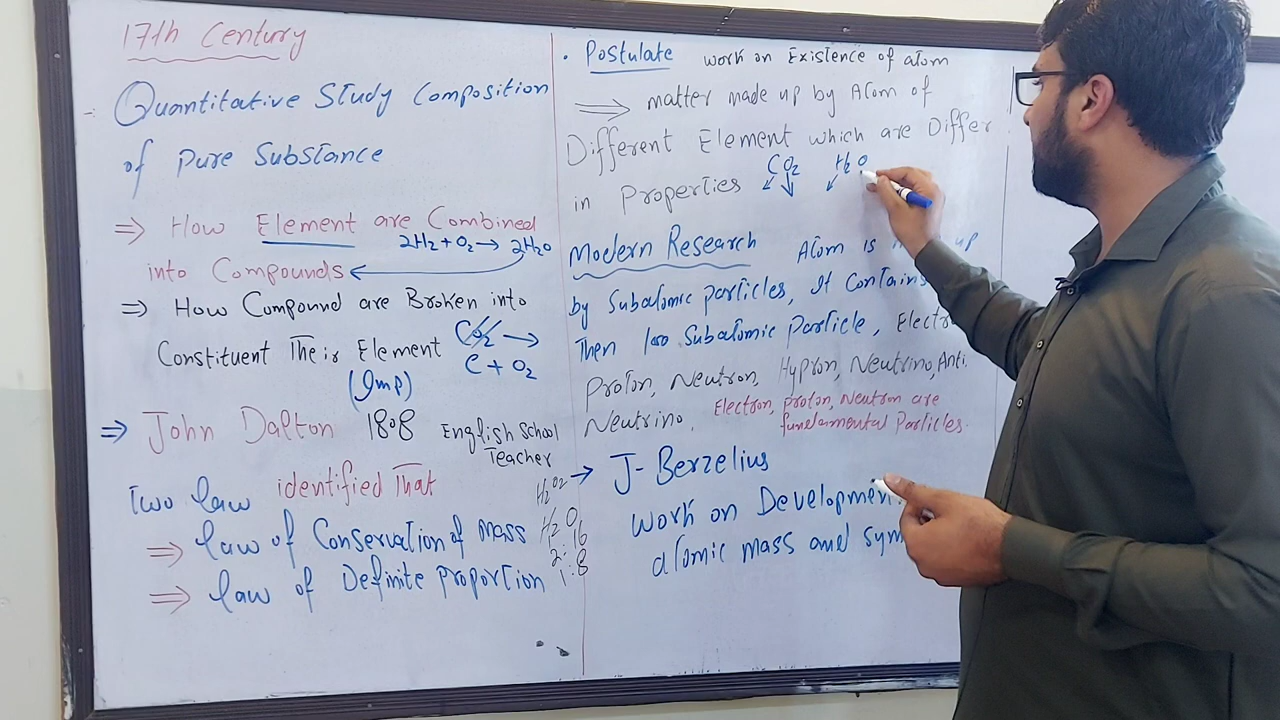 17th Century
Quantitative Study Composition
of Pure Substance
⇒ How Element are Combined
2H2 + O2 → 2H2O
into Compounds
⇒ How Compound are Broken into
Constituent Their Element CO2 →
C + O2
(Imp)
⇒ John Dalton 1808 English School
Teacher
Two law identified That
H2O2
⇒ law of Conservation of Mass H2O
2:16
⇒ law of Definite proportion 1:8
. Postulate work on Existence of atom
⇒ matter made up by Atom of
Different Element which are Differ
in Properties CO2 H2O
Modern Research Atom is up
by Subatomic particles, It Contains
Then 100 Subatomic Particle,
Proton, Neutron, Hypron, Neutrino, Anti.
Neutrino. Electron, proton, Neutron are
fundammental Particles.
→ J- Berzelius
work on
atomic mass and